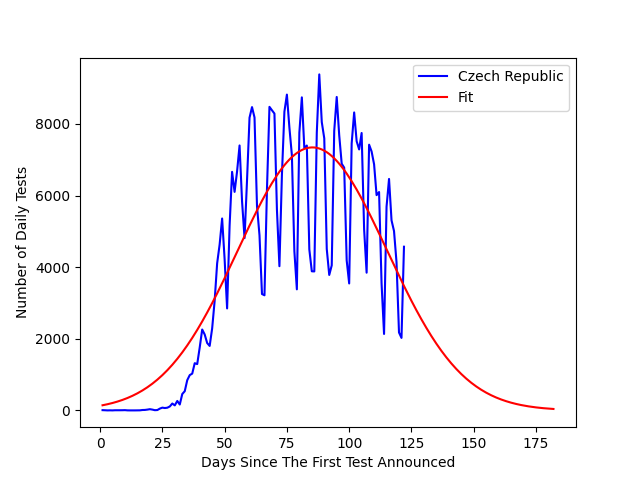 Czech Republic
Fit
Number of Daily Tests
8000
6000
4000
2000
0
0 25 50 75 100 125 150 175
Days Since The First Test Announced